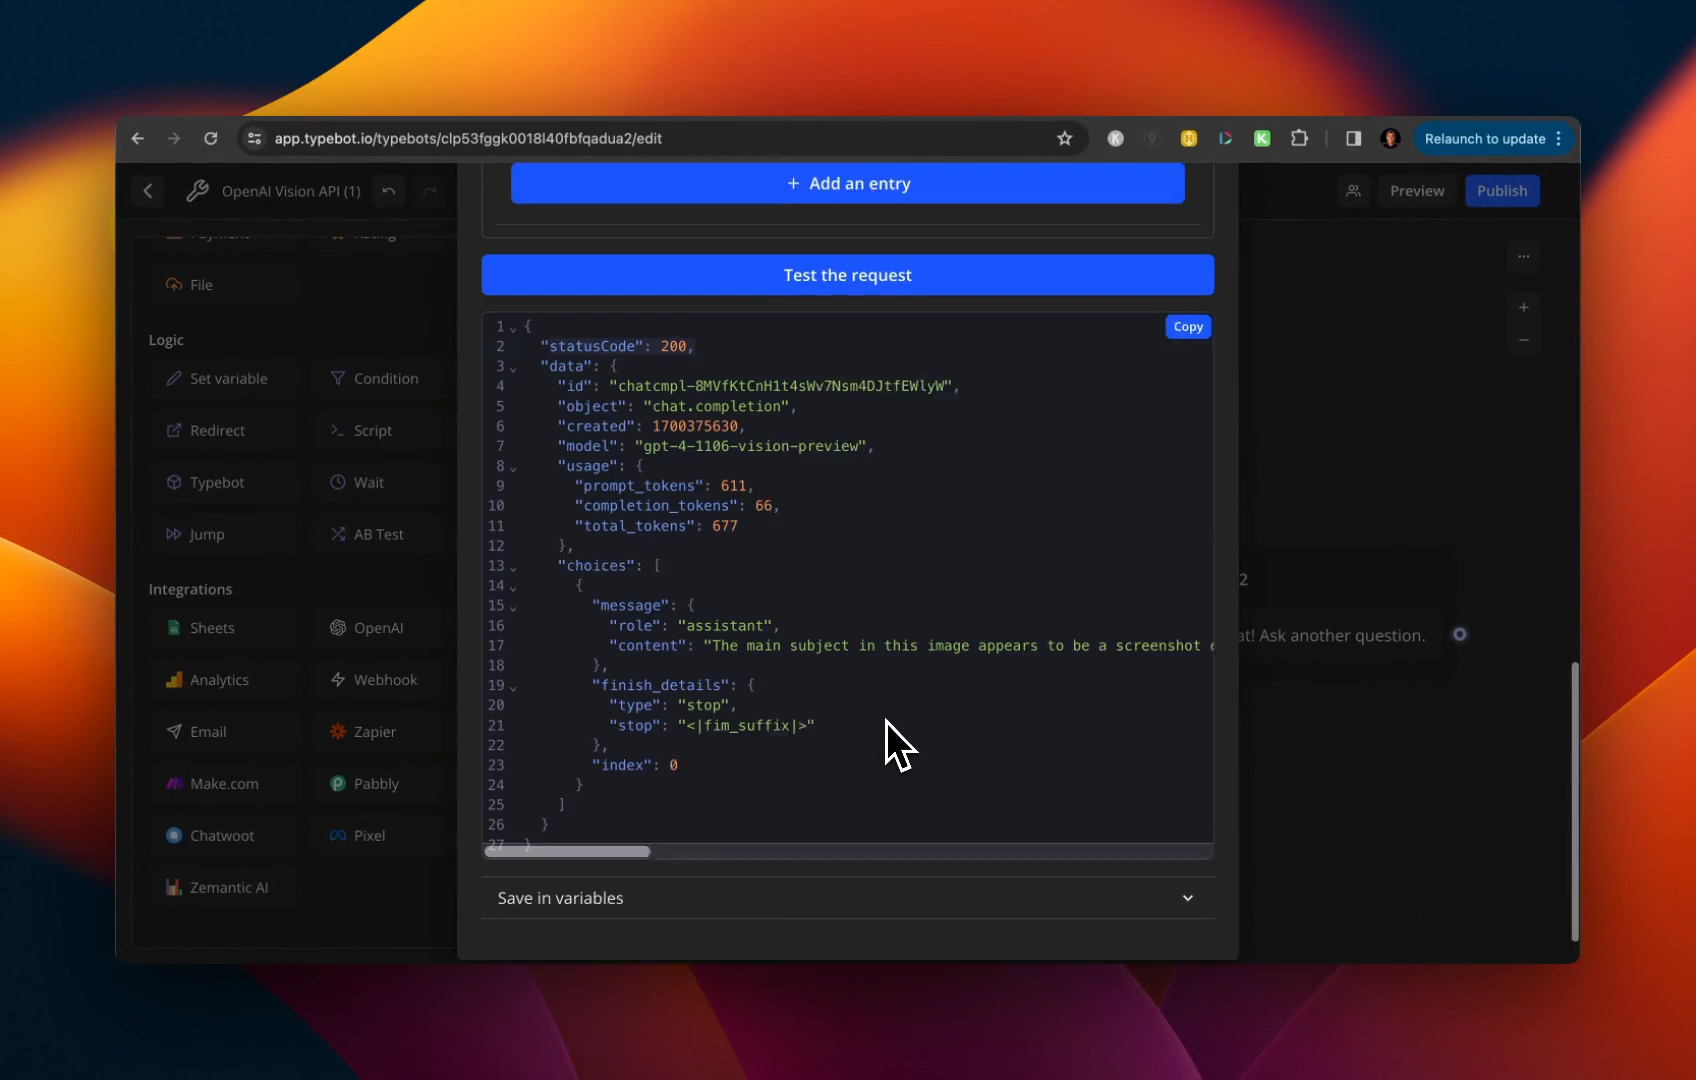 app.typebot.io/typebots/clp53fggk0018l40fbfqadua2/edit
Relaunch to update
OpenAI Vision API (1)
Preview
Publish
+ Add an entry
Test the request
Copy
File
Logic
Set variable
Condition
Redirect
Script
Typebot
Wait
Jump
AB Test
Integrations
Sheets
OpenAI
Analytics
Webhook
Email
Zapier
Make.com
Pabbly
Chatwoot
Pixel
Zemantic AI
1 {
2 "statusCode": 200,
3 "data": {
4 "id": "chatcmpl-8MVfKtCnH1t4sWv7Nsm4DJtfEWlyW",
5 "object": "chat.completion",
6 "created": 1700375630,
7 "model": "gpt-4-1106-vision-preview",
8 "usage": {
9 "prompt_tokens": 611,
10 "completion_tokens": 66,
11 "total_tokens": 677
12 },
13 "choices": [
14 {
15 "message": {
16 "role": "assistant",
17 "content": "The main subject in this image appears to be a screenshot
18 },
19 "finish_details": {
20 "type": "stop",
21 "stop": "<|fim_suffix|>"
22 },
23 "index": 0
24 }
25 ]
26 }
27 }
2
at! Ask another question.
Save in variables